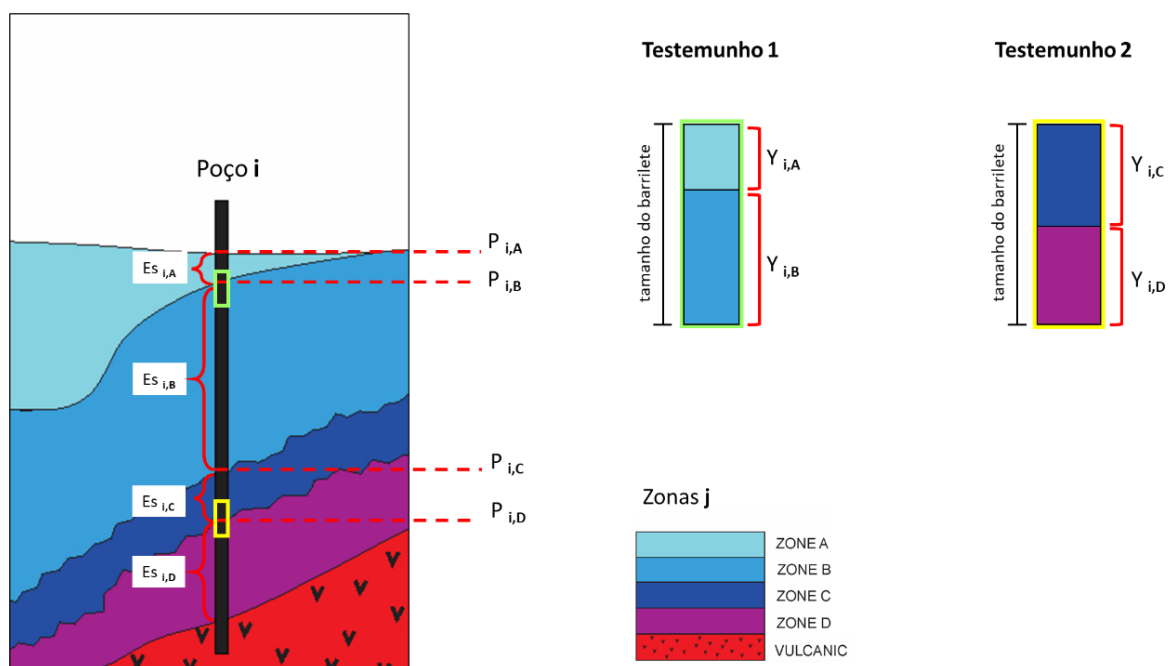 Testemunho 1
Testemunho 2
Poço i
tamanho do barrilete
Y i,A
Y i,B
tamanho do barrilete
Y i,C
Y i,D
P i,A
Es i,A
P i,B
Es i,B
P i,C
Es i,C
P i,D
Es i,D
Zonas j
ZONE A
ZONE B
ZONE C
ZONE D
VULCANIC